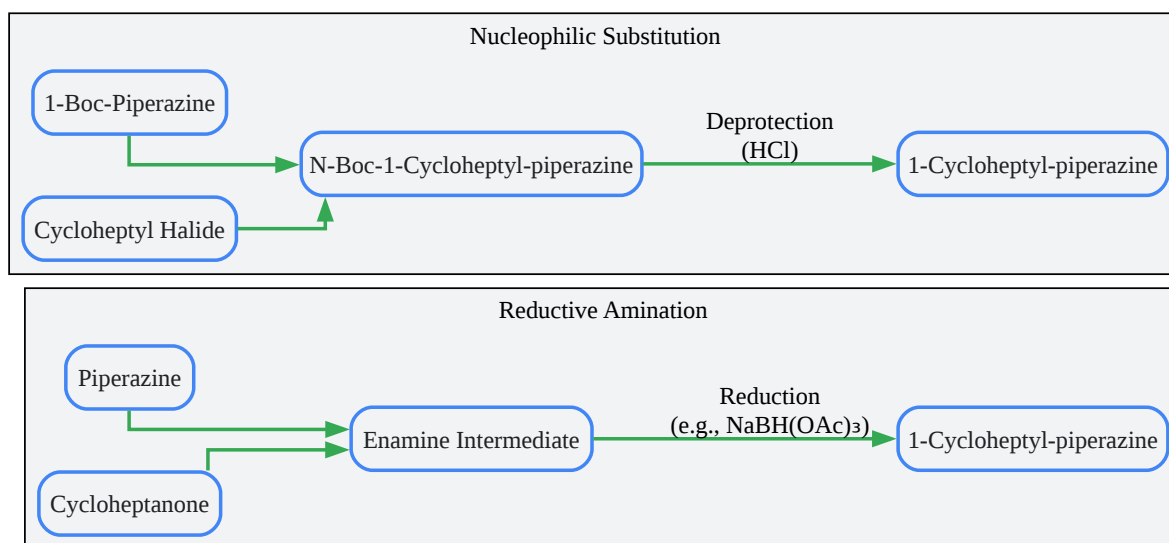 Nucleophilic Substitution
1-Boc-Piperazine
Deprotection
(HCl)
N-Boc-1-Cycloheptyl-piperazine
1-Cycloheptyl-piperazine
Cycloheptyl Halide
Reductive Amination
Piperazine
Reduction
(e.g., NaBH(OAc)₃)
Enamine Intermediate
1-Cycloheptyl-piperazine
Cycloheptanone